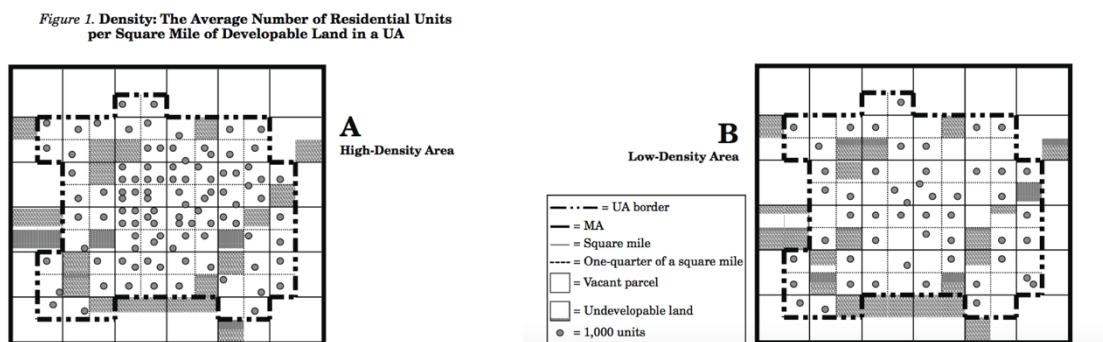 Figure 1. Density: The Average Number of Residential Units
per Square Mile of Developable Land in a UA
A
High-Density Area
B
Low-Density Area
= UA border
= MA
= Square mile
= One-quarter of a square mile
= Vacant parcel
= Undevelopable land
= 1,000 units